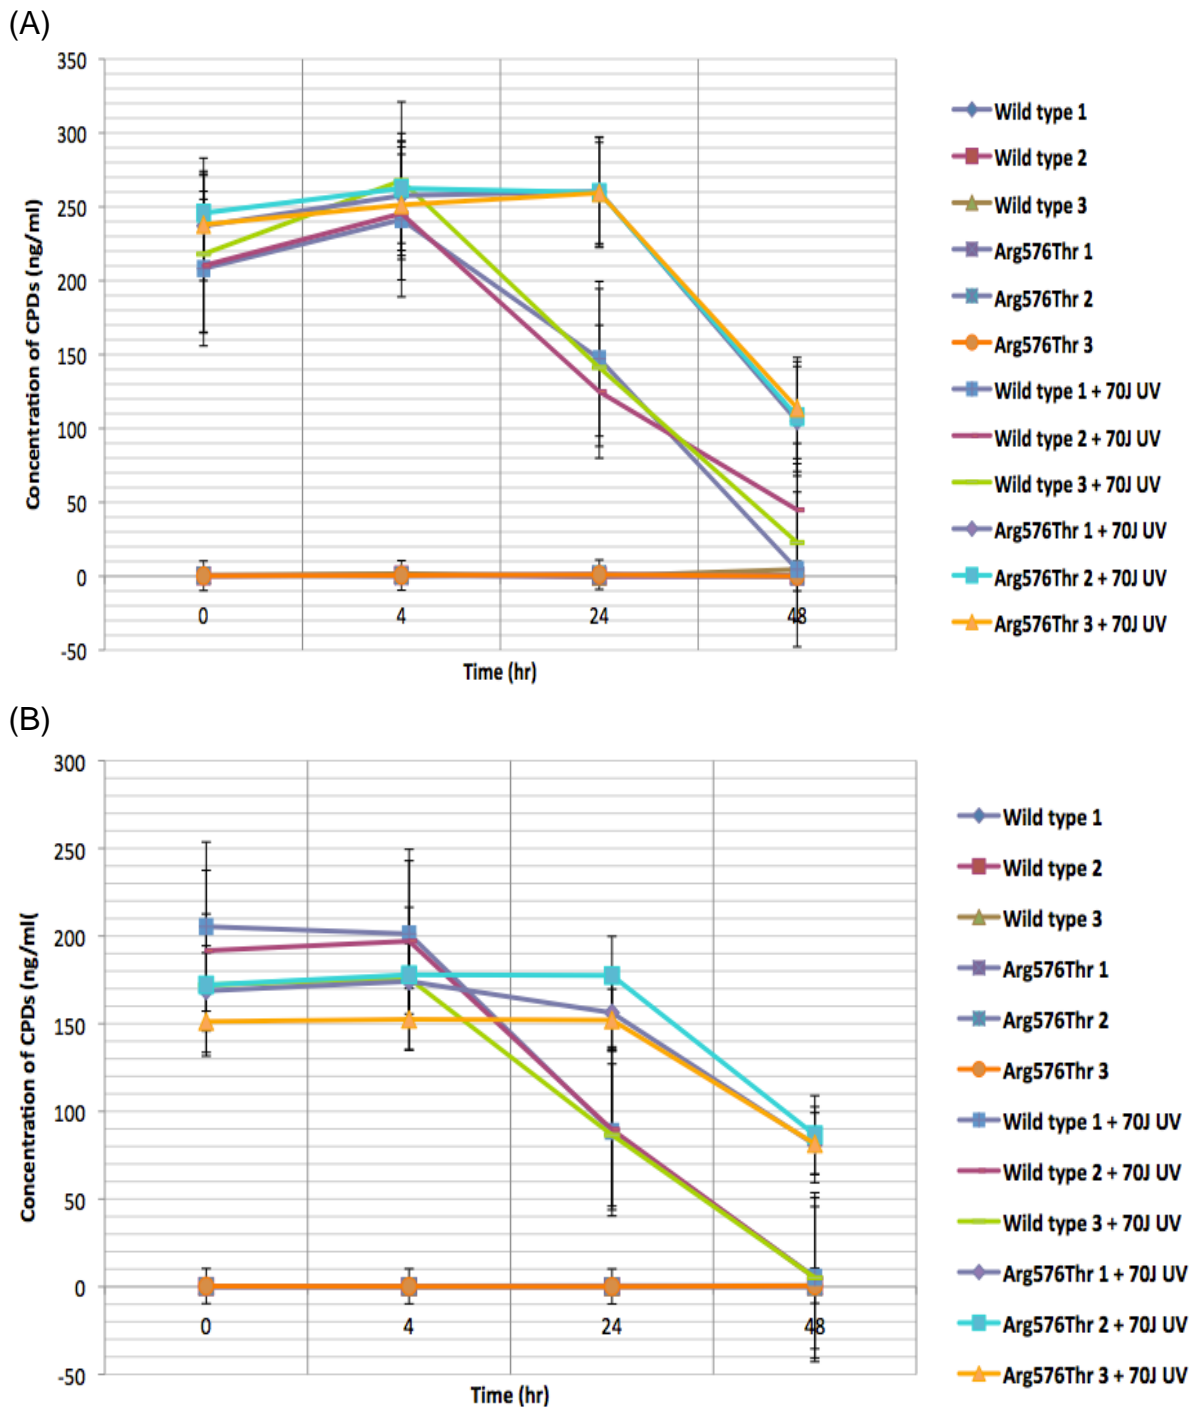 (A)
350
300
250
200
150
100
50
0
-50
Concentration of CPDs (ng/ml)
0 4 24 48
Time (hr)
Wild type 1
Wild type 2
Wild type 3
Arg576Thr 1
Arg576Thr 2
Arg576Thr 3
Wild type 1 + 70J UV
Wild type 2 + 70J UV
Wild type 3 + 70J UV
Arg576Thr 1 + 70J UV
Arg576Thr 2 + 70J UV
Arg576Thr 3 + 70J UV
(B)
300
250
200
150
100
50
0
-50
Concentration of CPDs (ng/ml(
0 4 24 48
Time (hr)
Wild type 1
Wild type 2
Wild type 3
Arg576Thr 1
Arg576Thr 2
Arg576Thr 3
Wild type 1 + 70J UV
Wild type 2 + 70J UV
Wild type 3 + 70J UV
Arg576Thr 1 + 70J UV
Arg576Thr 2 + 70J UV
Arg576Thr 3 + 70J UV